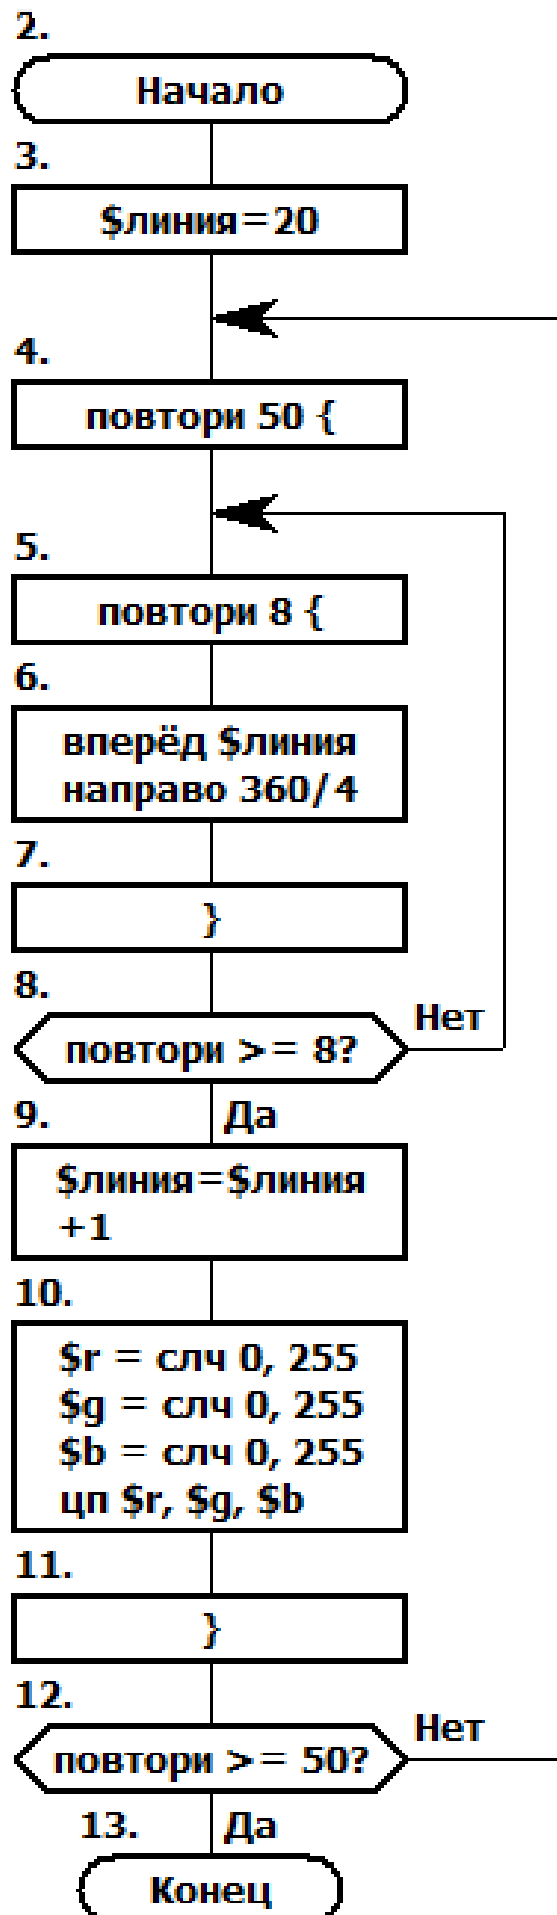 2.
Начало
3.
$линия=20
4.
повтори 50 {
5.
повтори 8 {
6.
вперёд $линия
направо 360/4
7.
}
8.
повтори >= 8?
Нет
9.
Да
$линия=$линия
+1
10.
$r = слч 0, 255
$g = слч 0, 255
$b = слч 0, 255
цп $r, $g, $b
11.
}
12.
повтори >= 50?
Нет
13.
Да
Конец